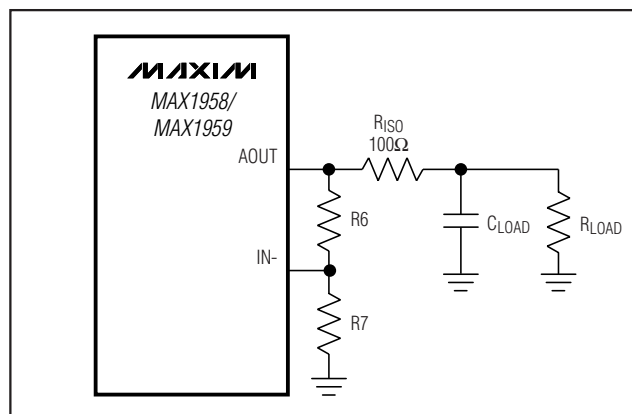 MAXIM
MAX1958/
MAX1959
AOUT
IN-
RISO
100Ω
R6
R7
CLOAD
RLOAD